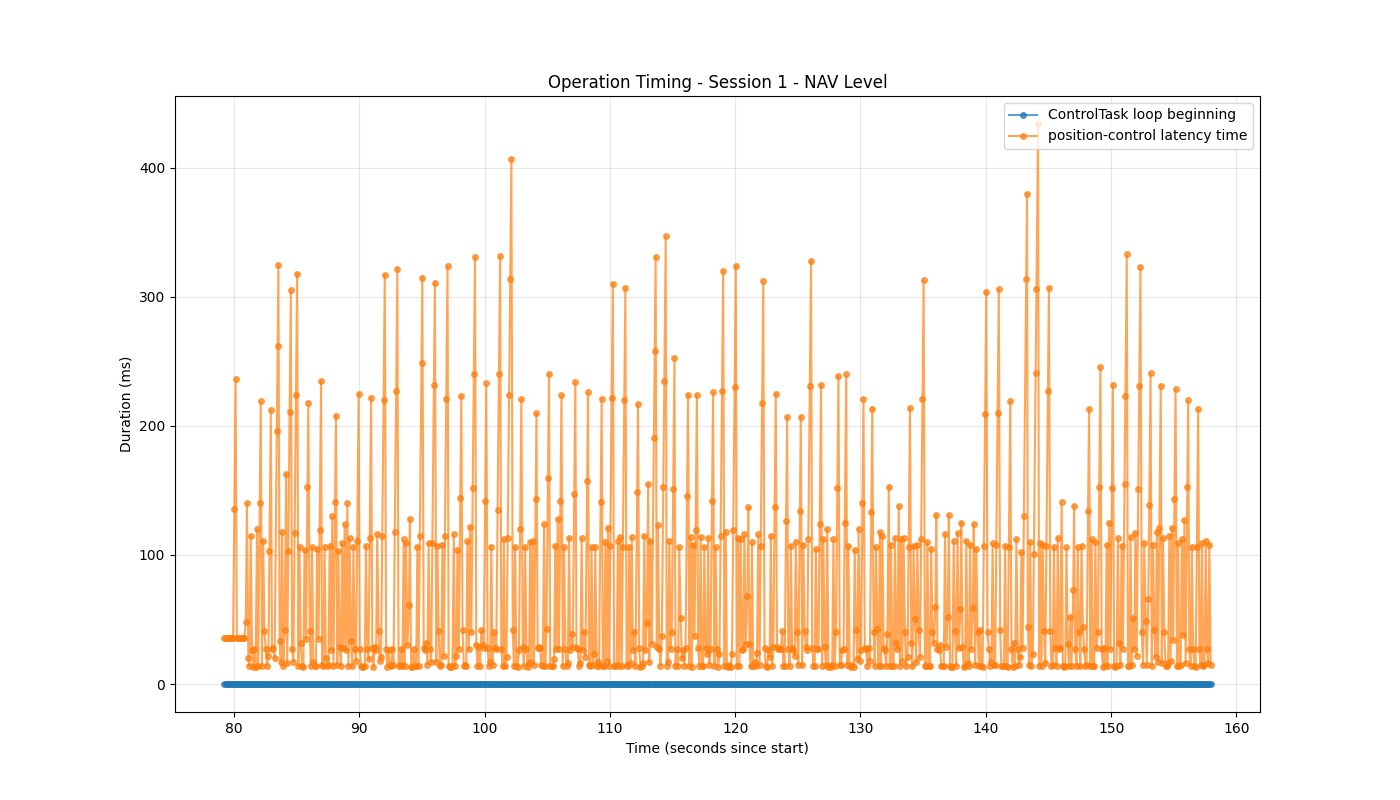 Operation Timing - Session 1 - NAV Level
ControlTask loop beginning
position-control latency time
Duration (ms)
400
300
200
100
0
80 90 100 110 120 130 140 150 160
Time (seconds since start)